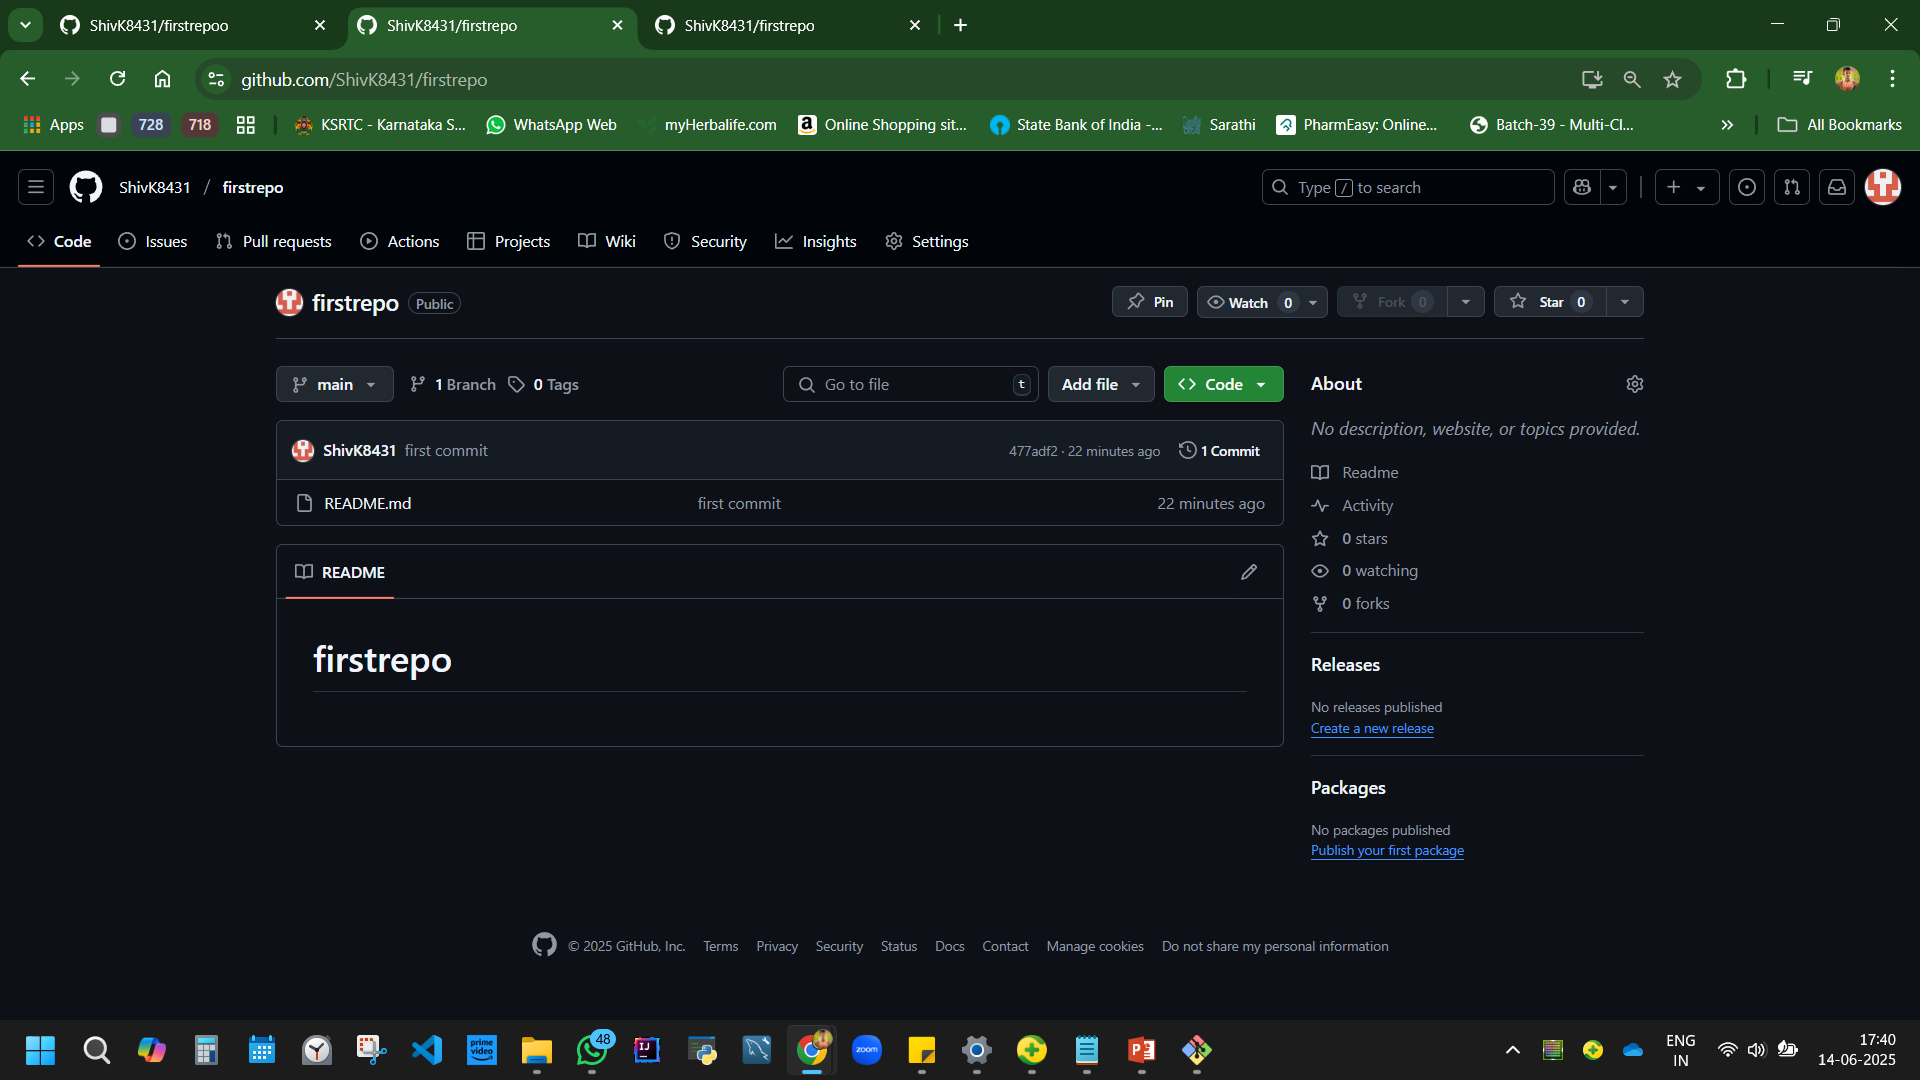 ShivK8431/firstrepoo
ShivK8431/firstrepo
ShivK8431/firstrepo
github.com/ShivK8431/firstrepo
Apps
728
718
KSRTC - Karnataka S...
WhatsApp Web
myHerbalife.com
Online Shopping sit...
State Bank of India -...
Sarathi
PharmEasy: Online...
Batch-39 - Multi-Cl...
All Bookmarks
ShivK8431 / firstrepo
Type / to search
Code
Issues
Pull requests
Actions
Projects
Wiki
Security
Insights
Settings
firstrepo Public
Pin
Watch 0
Fork 0
Star 0
main
1 Branch
0 Tags
Go to file t
Add file
Code
ShivK8431 first commit
477adf2 · 22 minutes ago
1 Commit
README.md first commit 22 minutes ago
README
firstrepo
About
No description, website, or topics provided.
Readme
Activity
0 stars
0 watching
0 forks
Releases
No releases published
Create a new release
Packages
No packages published
Publish your first package
© 2025 GitHub, Inc. Terms Privacy Security Status Docs Contact Manage cookies Do not share my personal information
prime video
48
IJ
zoom
ENG
IN
17:40
14-06-2025